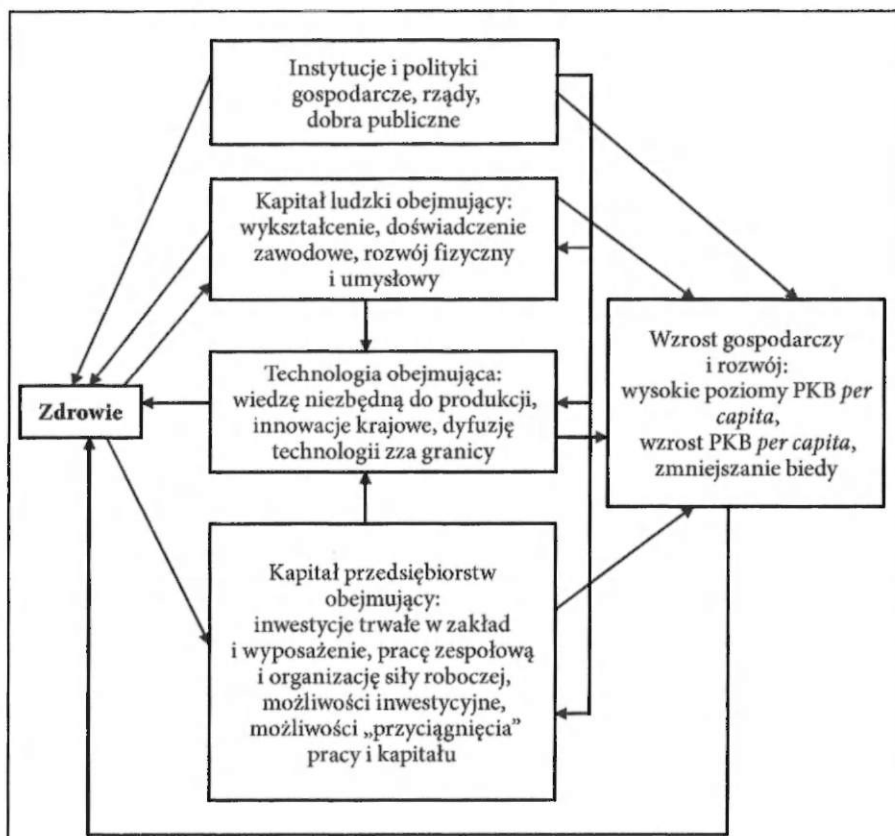 Instytucje i polityki
gospodarcze, rządy,
dobra publiczne
Kapitał ludzki obejmujący:
wykształcenie, doświadczenie
zawodowe, rozwój fizyczny
i umysłowy
Technologia obejmująca:
wiedzę niezbędną do produkcji,
innowacje krajowe, dyfuzję
technologii zza granicy
Zdrowie
Kapitał przedsiębiorstw
obejmujący:
inwestycje trwałe w zakład
i wyposażenie, pracę zespołową
i organizację siły roboczej,
możliwości inwestycyjne,
możliwości „przyciągnięcia”
pracy i kapitału
Wzrost gospodarczy
i rozwój:
wysokie poziomy PKB per
capita,
wzrost PKB per capita,
zmniejszanie biedy